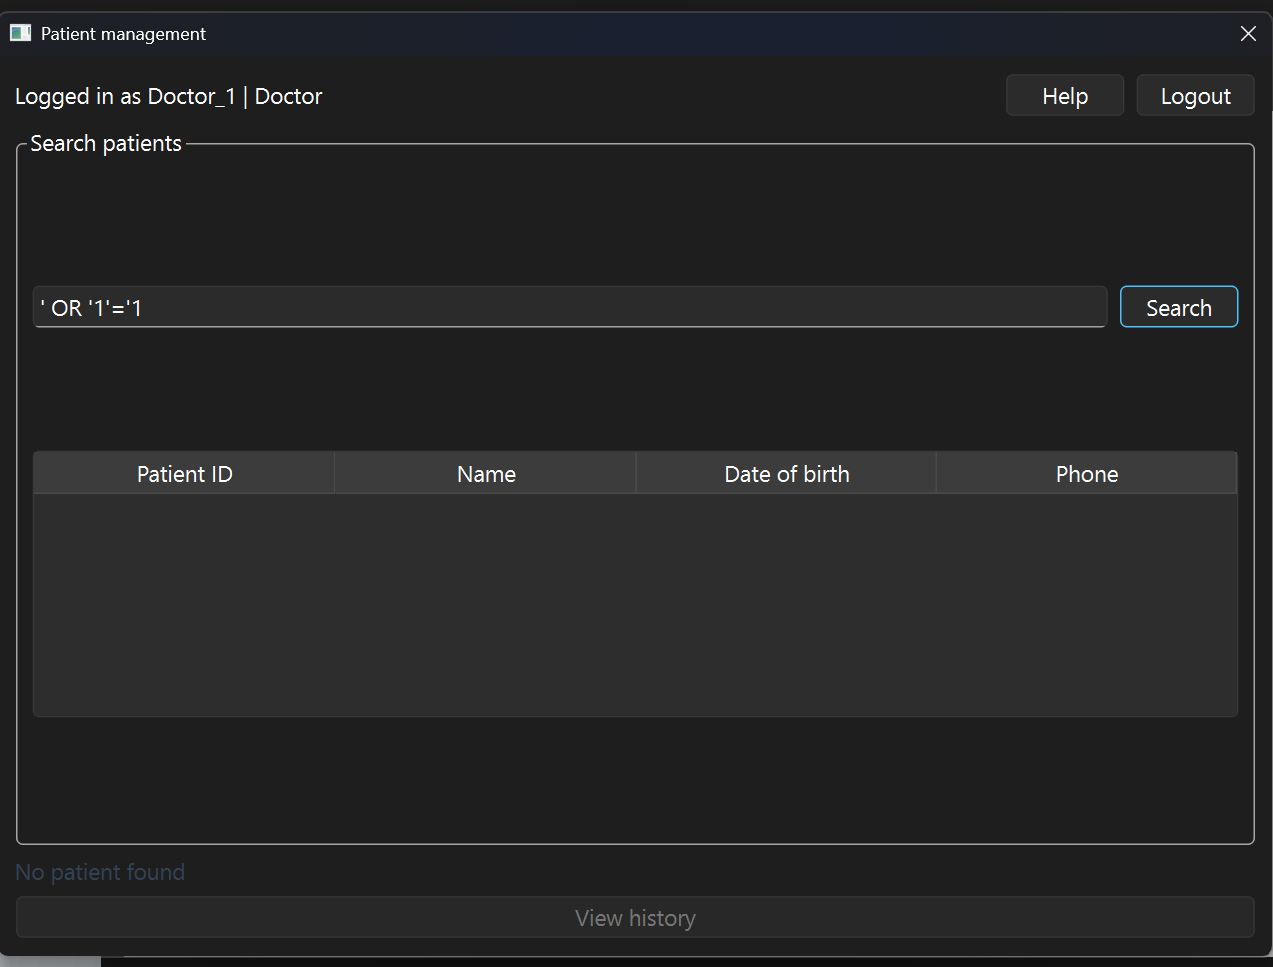 Patient management
Logged in as Doctor_1 | Doctor
Help
Logout
Search patients
' OR '1'='1
Search
Patient ID
Name
Date of birth
Phone
No patient found
View history